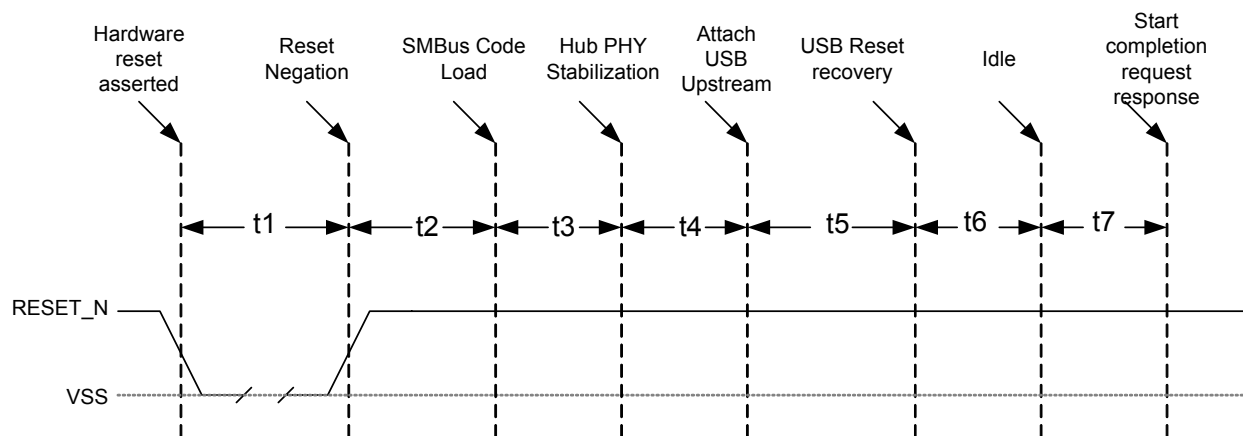 Hardware
reset
asserted
Reset
Negation
SMBus Code
Load
Hub PHY
Stabilization
Attach
USB
Upstream
USB Reset
recovery
Idle
Start
completion
request
response
t1
t2
t3
t4
t5
t6
t7
RESET_N
VSS